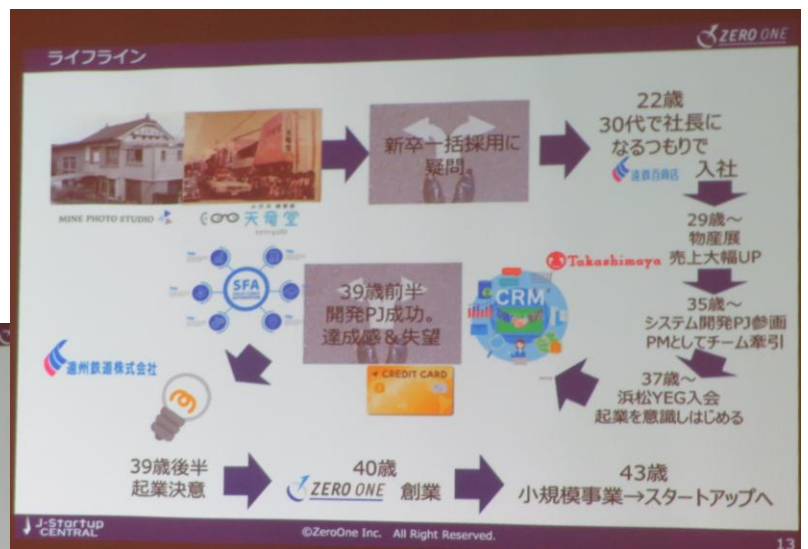 ライフライン
ZERO ONE
MINE PHOTO STUDIO
天竜堂
新卒一括採用に
疑問
22歳
30代で社長に
なるつもりで
遠鉄百貨店 入社
29歳～
物産展
Takashimaya 売上大幅UP
35歳～
システム開発PJ参画
PMとしてチーム牽引
37歳～
浜松YEG入会
起業を意識しはじめる
CRM
39歳前半
開発PJ成功。
達成感＆失望
CREDIT CARD
SFA
遠州鉄道株式会社
39歳後半
起業決意
40歳
ZERO ONE 創業
43歳
小規模事業→スタートアップへ
J-Startup
CENTRAL
©ZeroOne Inc. All Right Reserved.
13